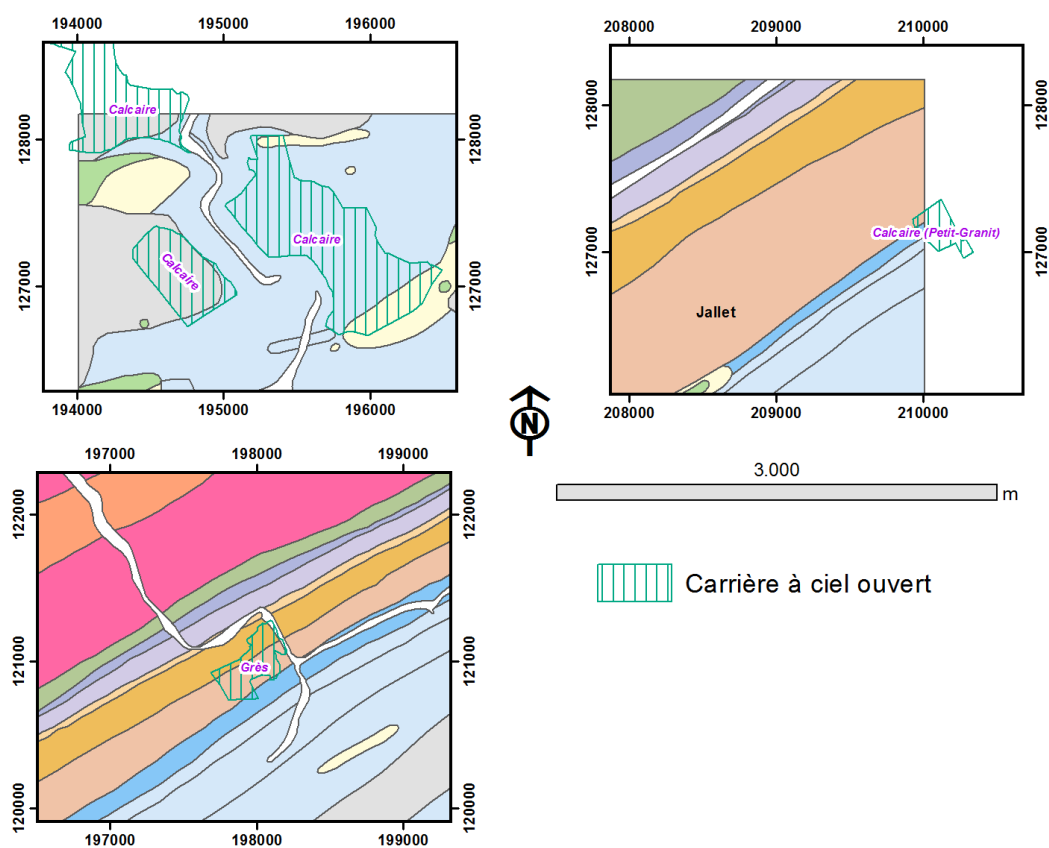 194000 195000 196000
128000 128000
Calcaire
Calcaire
Calcaire
127000 127000
194000 195000 196000
208000 209000 210000
128000 128000
Calcaire (Petit-Granit)
127000 127000
Jallet
208000 209000 210000
N
3.000
m
Carrière à ciel ouvert
197000 198000 199000
122000 122000
121000 121000
Grès
120000 120000
197000 198000 199000